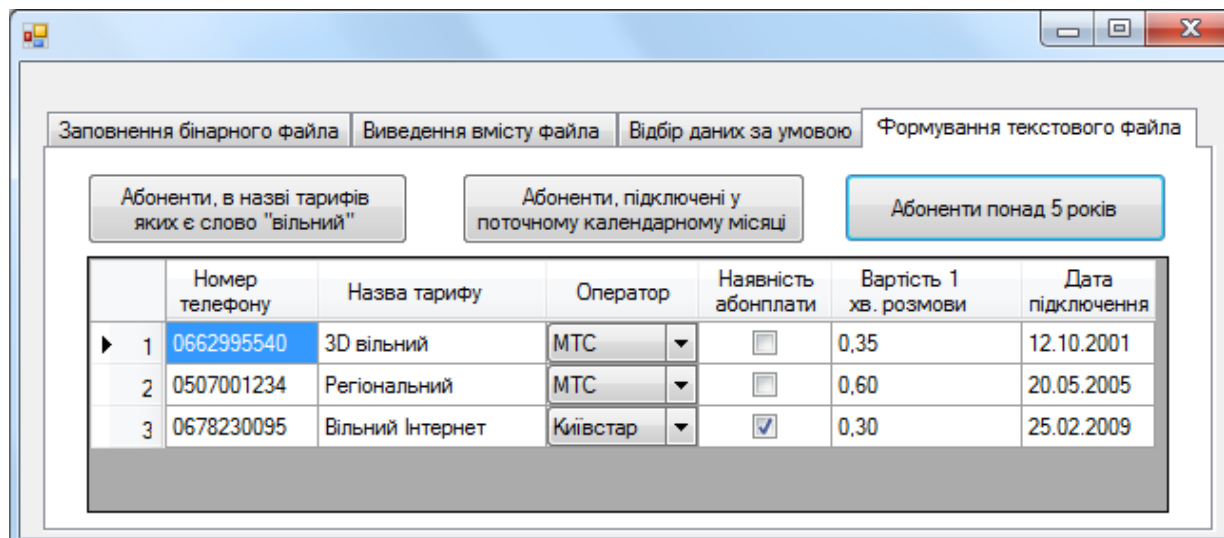 Заповнення бінарного файла Виведення вмісту файла Відбір даних за умовою Формування текстового файла
Абоненти, в назві тарифів
яких є слово "вільний"
Абоненти, підключені у
поточному календарному місяці
Абоненти понад 5 років
Номер телефону Назва тарифу Оператор Наявність абонплати Вартість 1 хв. розмови Дата підключення
1 0662995540 3D вільний МТС 0,35 12.10.2001
2 0507001234 Регіональний МТС 0,60 20.05.2005
3 0678230095 Вільний Інтернет Київстар 0,30 25.02.2009